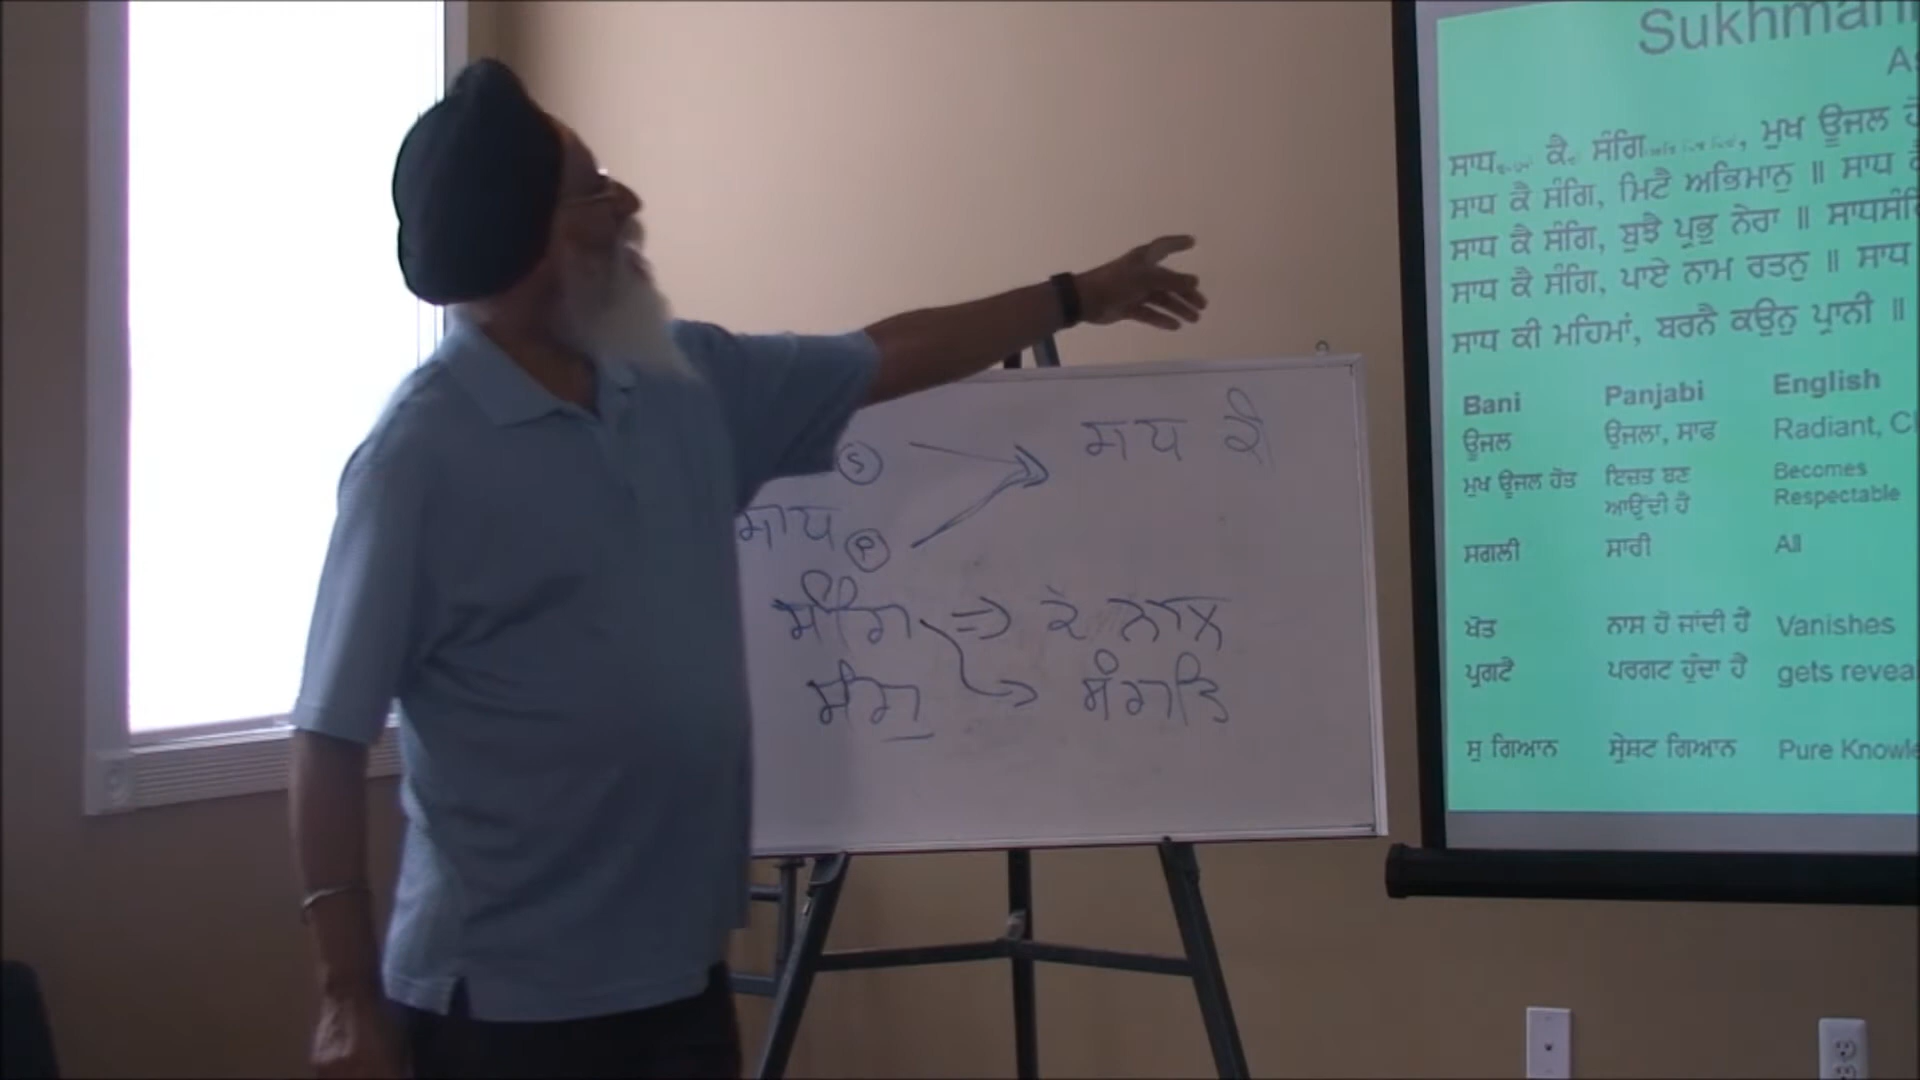 Sukhmani
ਸਾਧ ਕੈ ਸੰਗਿ, ਮੁਖ ਊਜਲ
ਸਾਧ ਕੈ ਸੰਗਿ, ਮਿਟੈ ਅਭਿਮਾਨੁ ॥ ਸਾਧ
ਸਾਧ ਕੈ ਸੰਗਿ, ਬੁਝੈ ਪ੍ਰਭੁ ਨੇਰਾ ॥ ਸਾਧਸੰਗਿ
ਸਾਧ ਕੈ ਸੰਗਿ, ਪਾਏ ਨਾਮ ਰਤਨੁ ॥ ਸਾਧ
ਸਾਧ ਕੀ ਮਹਿਮਾਂ, ਬਰਨੈ ਕਉਨੁ ਪ੍ਰਾਨੀ ॥
Bani Panjabi English
ਊਜਲ ਉਜਲਾ, ਸਾਫ Radiant,
ਮੁਖ ਊਜਲ ਹੋਤ ਇਜ਼ਤ ਬਣ ਆਉਂਦੀ ਹੈ Becomes Respectable
ਸਗਲੀ ਸਾਰੀ All
ਖੋਤ ਨਾਸ ਹੋ ਜਾਂਦੀ ਹੈ Vanishes
ਪ੍ਰਗਟੈ ਪਰਗਟ ਹੁੰਦਾ ਹੈ gets
ਸੁ ਗਿਆਨ ਸ੍ਰੇਸ਼ਟ ਗਿਆਨ Pure
ਸਾਧ ਕੀ
ਸਾਧ
ਸੰਗਿ ਦੇ ਨਾਲ
ਸੰਗੁ ਸੰਗਤਿ